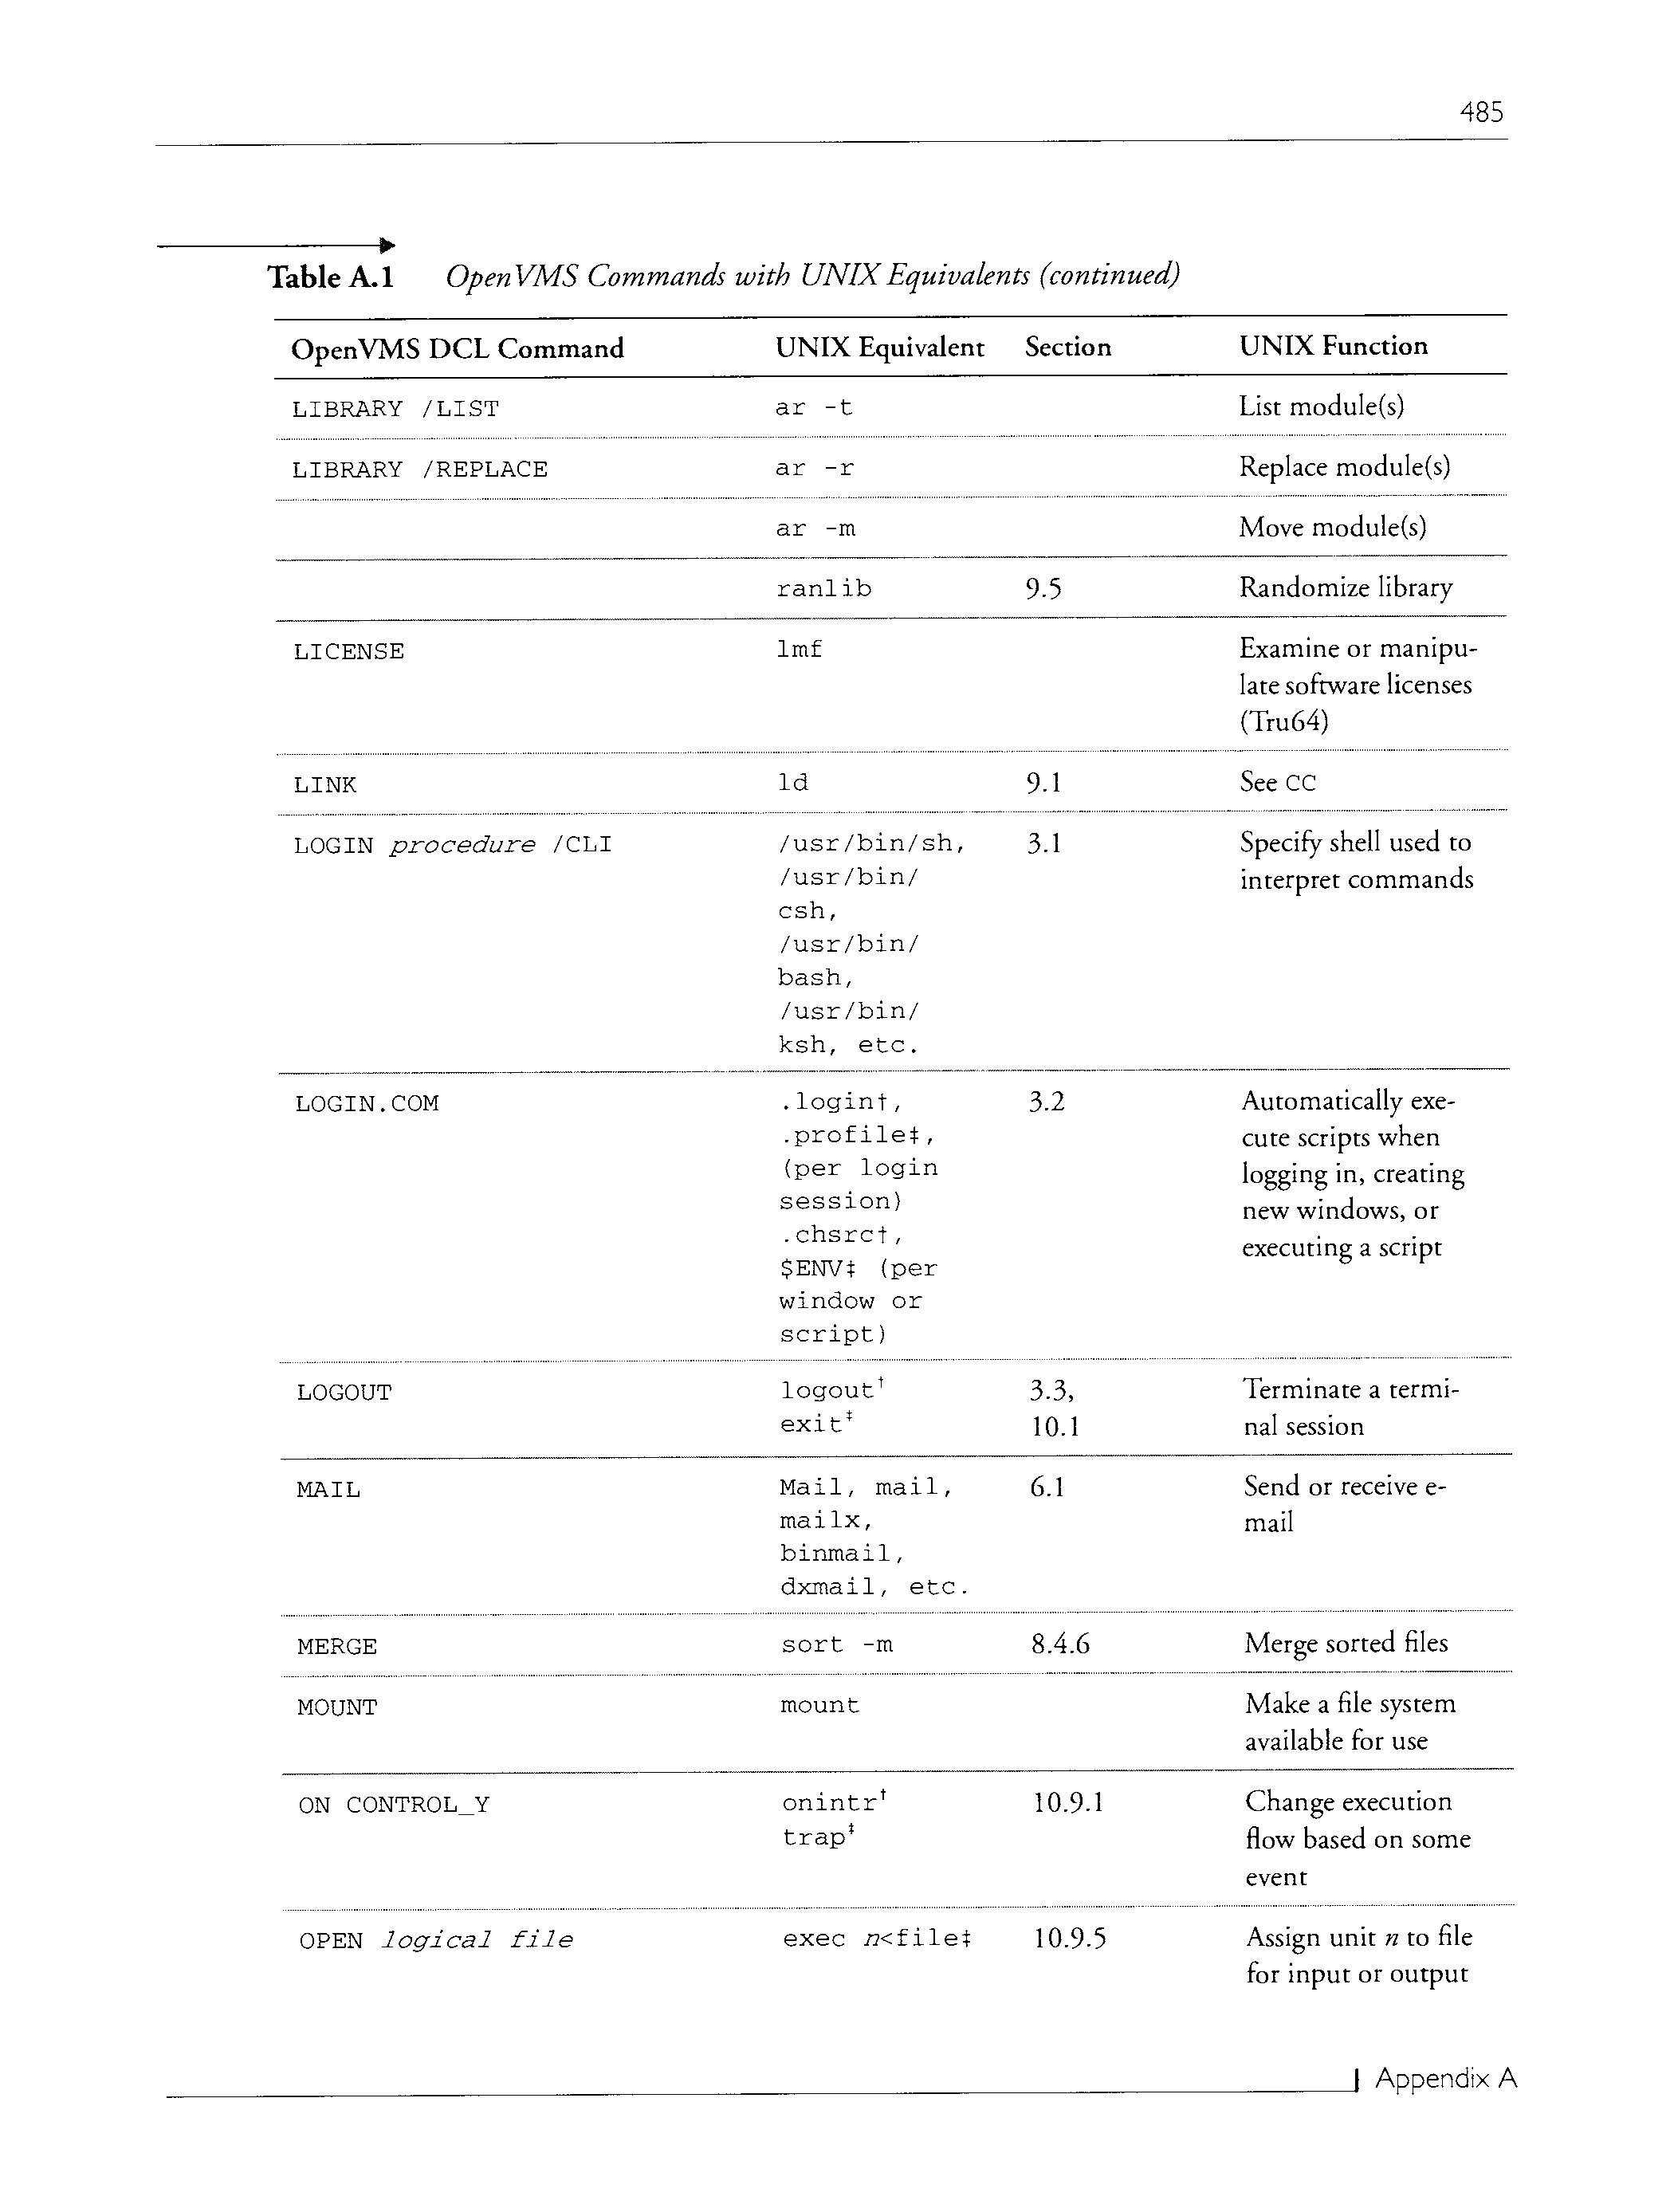 485
Table A.1 OpenVMS Commands with UNIX Equivalents (continued)
OpenVMS DCL Command UNIX Equivalent Section UNIX Function
LIBRARY /LIST ar -t List module(s)
LIBRARY /REPLACE ar -r Replace module(s)
ar -m Move module(s)
ranlib 9.5 Randomize library
LICENSE lmf Examine or manipu-
late software licenses
(Tru64)
LINK ld 9.1 See CC
LOGIN procedure /CLI /usr/bin/sh, 3.1 Specify shell used to
/usr/bin/ interpret commands
csh,
/usr/bin/
bash,
/usr/bin/
ksh, etc.
LOGIN.COM .login†, 3.2 Automatically exe-
.profile‡, cute scripts when
(per login logging in, creating
session) new windows, or
.chsrc†, executing a script
$ENV‡ (per
window or
script)
LOGOUT logout† 3.3, Terminate a termi-
exit‡ 10.1 nal session
MAIL Mail, mail, 6.1 Send or receive e-
mailx, mail
binmail,
dxmail, etc.
MERGE sort -m 8.4.6 Merge sorted files
MOUNT mount Make a file system
available for use
ON CONTROL_Y onintr† 10.9.1 Change execution
trap‡ flow based on some
event
OPEN logical file exec n<file‡ 10.9.5 Assign unit n to file
for input or output
Appendix A